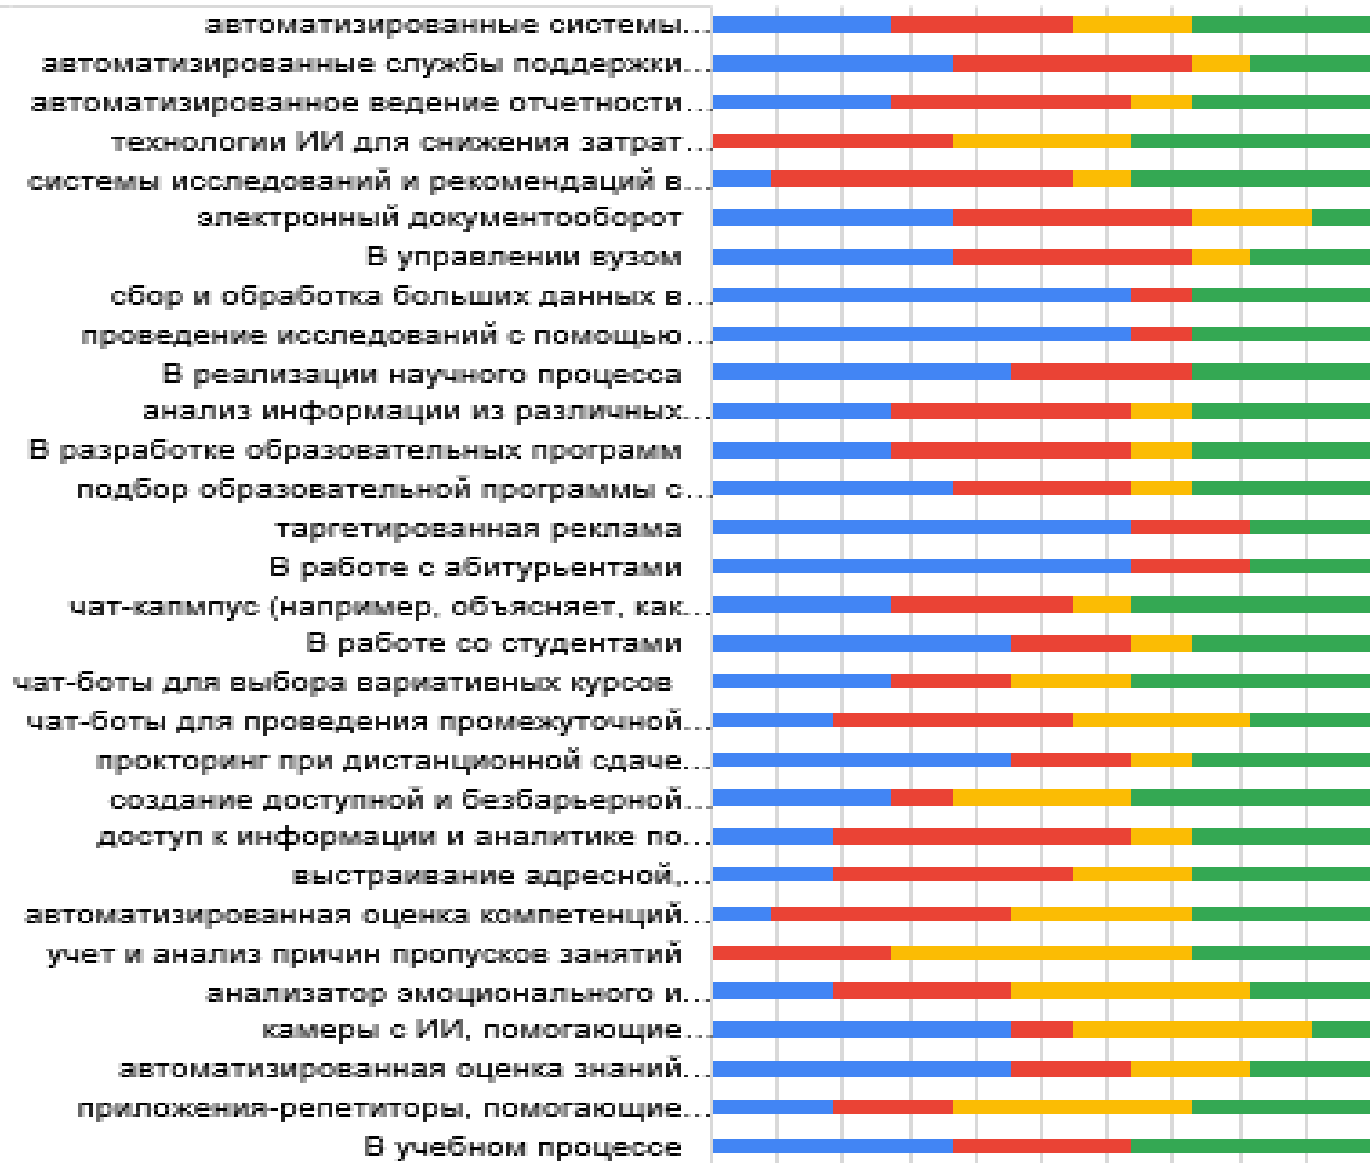 автоматизированные системы...
автоматизированные службы поддержки...
автоматизированное ведение отчетности...
технологии ИИ для снижения затрат...
системы исследований и рекомендаций в...
электронный документооборот
В управлении вузом
сбор и обработка больших данных в...
проведение исследований с помощью...
В реализации научного процесса
анализ информации из различных...
В разработке образовательных программ
подбор образовательной программы с...
таргетированная реклама
В работе с абитурьентами
чат-капмпус (например, объясняет, как...
В работе со студентами
чат-боты для выбора вариативных курсов
чат-боты для проведения промежуточной...
прокторинг при дистанционной сдаче...
создание доступной и безбарьерной...
доступ к информации и аналитике по...
выстраивание адресной,...
автоматизированная оценка компетенций...
учет и анализ причин пропусков занятий
анализатор эмоционального и...
камеры с ИИ, помогающие...
автоматизированная оценка знаний...
приложения-репетиторы, помогающие...
В учебном процессе